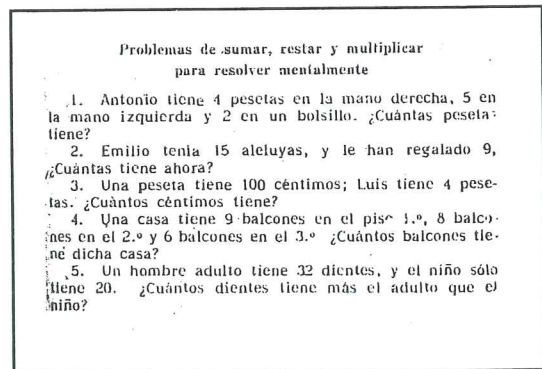 Problemas de sumar, restar y multiplicar
para resolver mentalmente
1. Antonio tiene 4 pesetas en la mano derecha, 5 en
la mano izquierda y 2 en un bolsillo. ¿Cuántas pesetas
tiene?
2. Emilio tenía 15 aleluyas, y le han regalado 9,
¿Cuántas tiene ahora?
3. Una peseta tiene 100 céntimos; Luis tiene 4 pese-
tas. ¿Cuántos céntimos tiene?
4. Una casa tiene 9 balcones en el piso 1.º, 8 balco-
nes en el 2.º y 6 balcones en el 3.º ¿Cuántos balcones tie-
ne dicha casa?
5. Un hombre adulto tiene 32 dientes, y el niño sólo
tiene 20. ¿Cuántos dientes tiene más el adulto que el
niño?